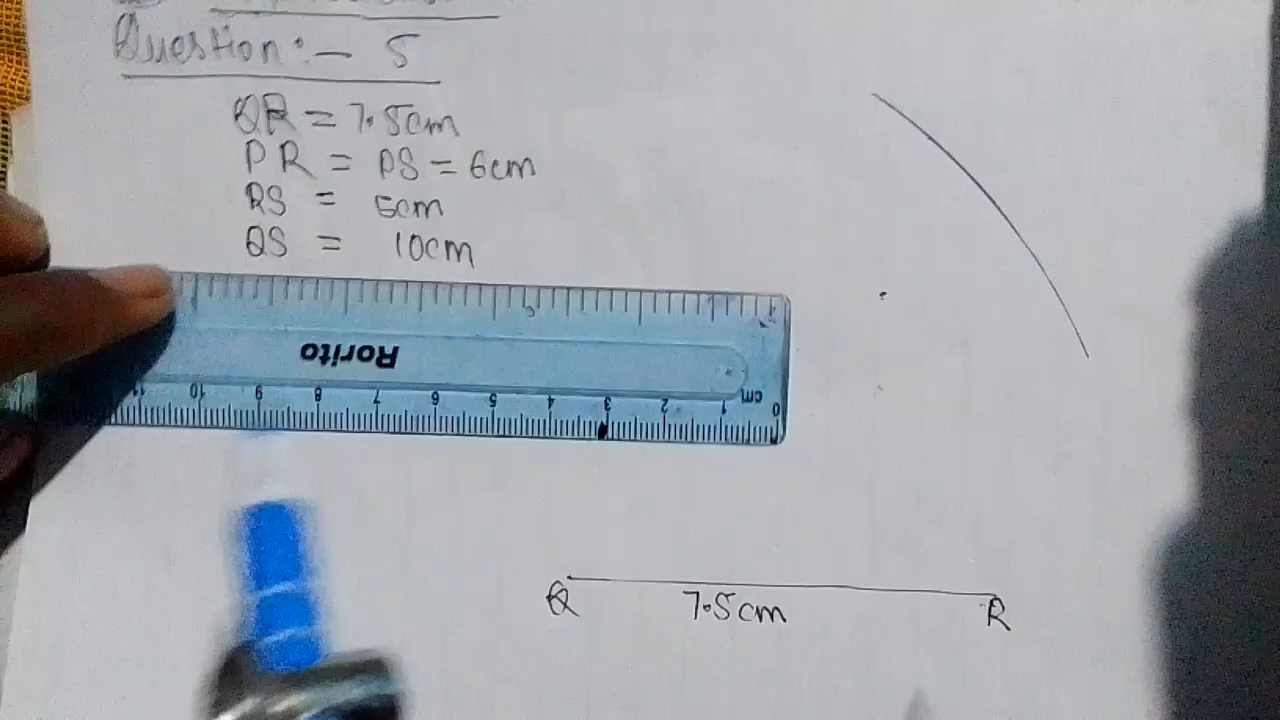 Question :- 5
QR = 7.5cm
PR = PS = 6cm
RS = 5cm
QS = 10cm
Rorito
11 10 9 8 7 6 5 4 3 2 1 cm 0
Q 7.5cm R